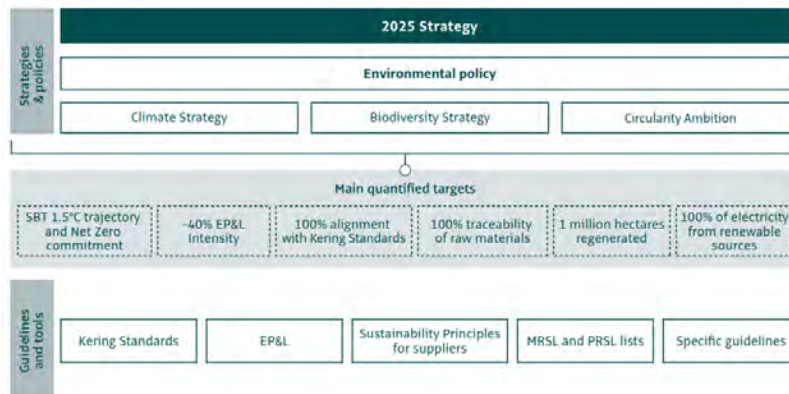 Strategies
& policies
2025 Strategy
Environmental policy
Climate Strategy
Biodiversity Strategy
Circularity Ambition
Main quantified targets
SBT 1.5°C trajectory
and Net Zero
commitment
–40% EP&L
Intensity
100% alignment
with Kering Standards
100% traceability
of raw materials
1 million hectares
regenerated
100% of electricity
from renewable
sources
Guidelines
and tools
Kering Standards
EP&L
Sustainability Principles
for suppliers
MRSL and PRSL lists
Specific guidelines